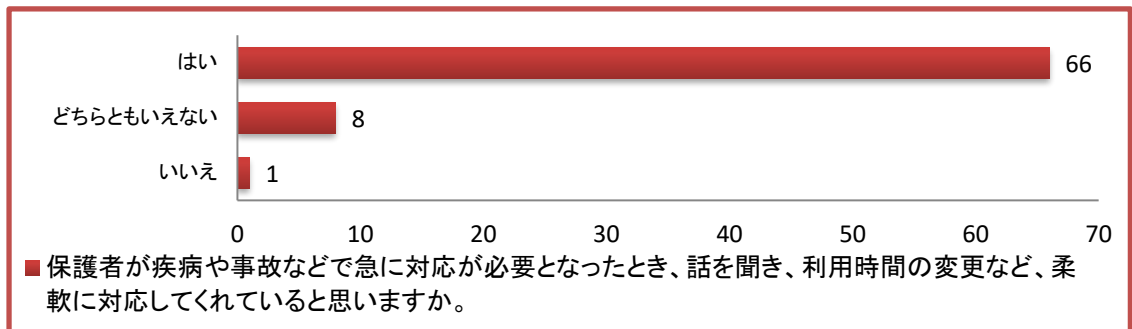 はい 66
どちらともいえない 8
いいえ 1
0 10 20 30 40 50 60 70
保護者が疾病や事故などで急に対応が必要となったとき、話を聞き、利用時間の変更など、柔
軟に対応してくれていると思いますか。